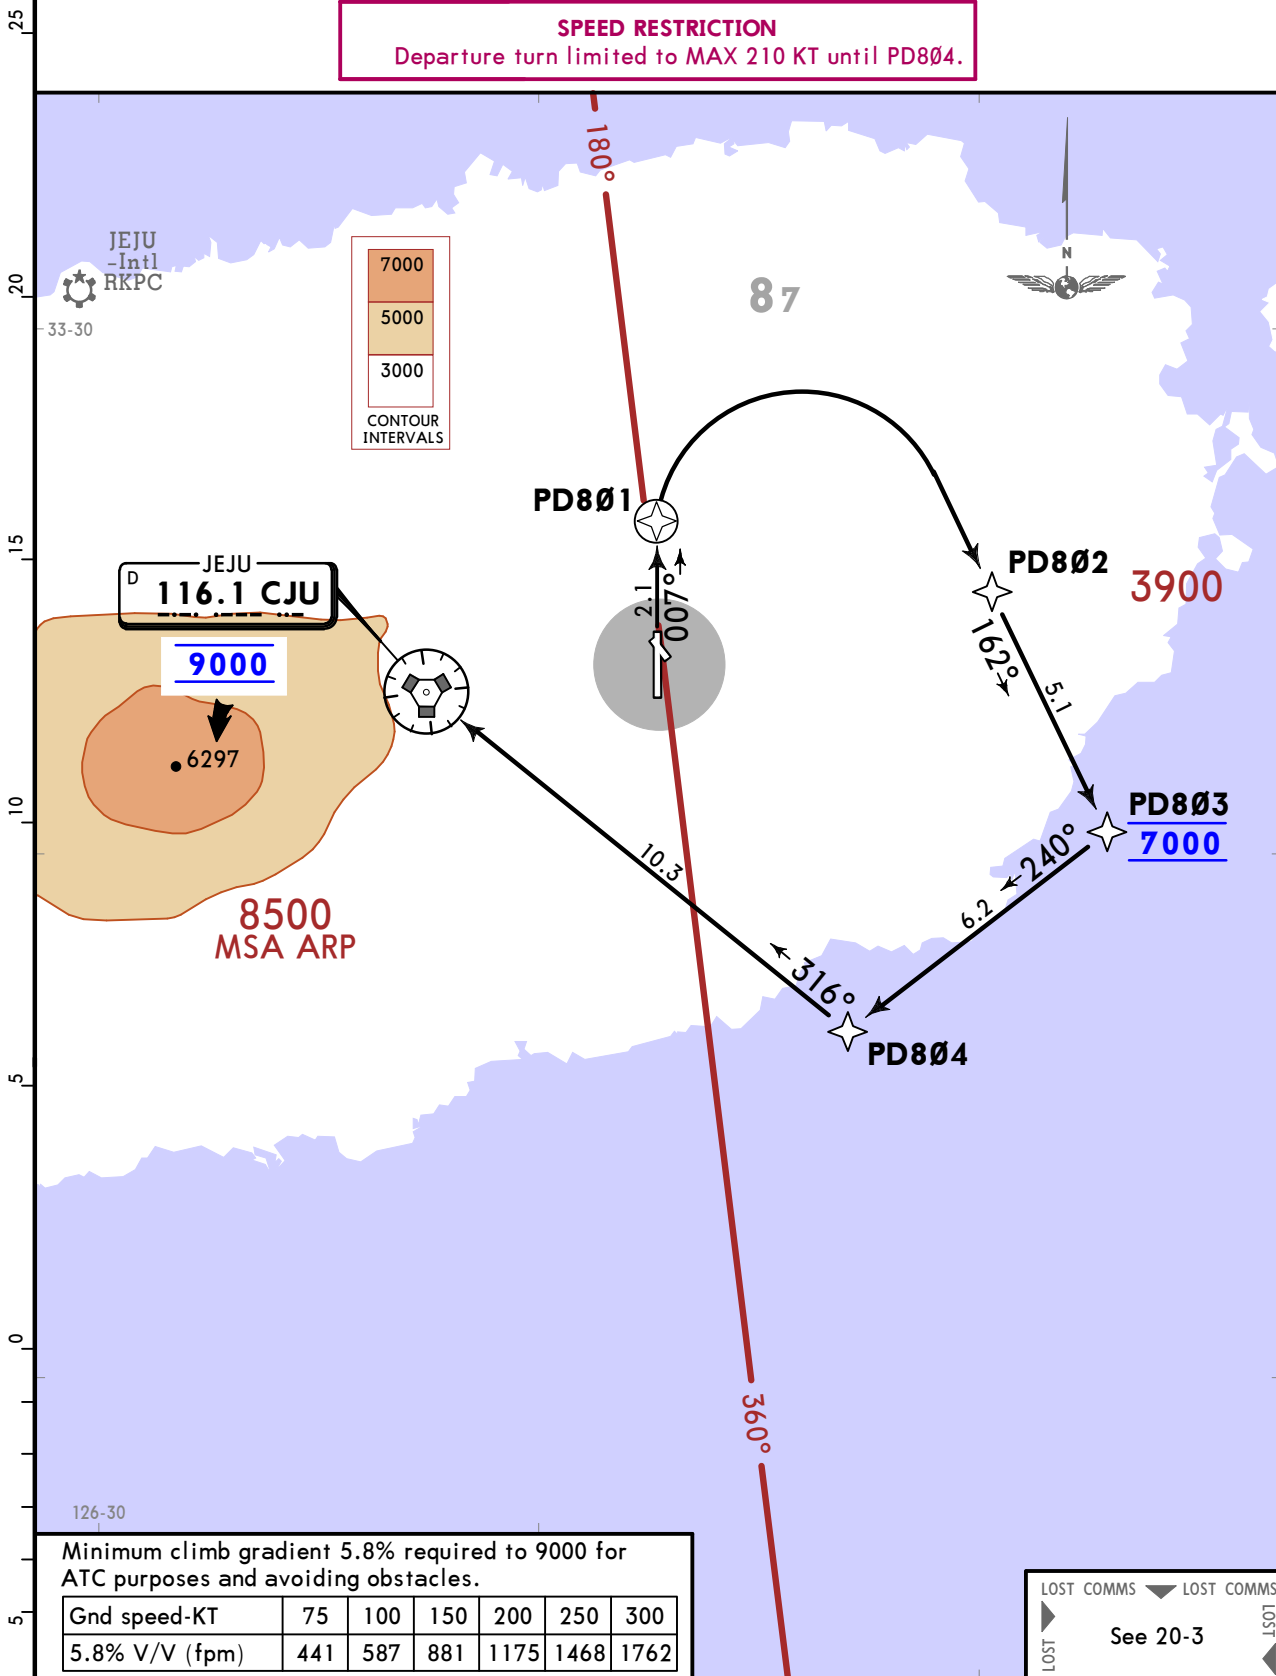 25
SPEED RESTRICTION
Departure turn limited to MAX 210 KT until PD8Ø4.
180°
JEJU
-Intl
RKPC
N
20
33-30
7000
5000
3000
CONTOUR
INTERVALS
87
PD8Ø1
15
JEJU
D 116.1 CJU
2.1
007°
PD8Ø2
3900
9000
162°
5.1
6297
10
PD8Ø3
7000
240°
10.3
6.2
8500
MSA ARP
316°
PD8Ø4
5
0
360°
126-30
Minimum climb gradient 5.8% required to 9000 for
ATC purposes and avoiding obstacles.
Gnd speed-KT 75 100 150 200 250 300
5.8% V/V (fpm) 441 587 881 1175 1468 1762
5
LOST COMMS LOST COMMS
LOST
See 20-3
LOST